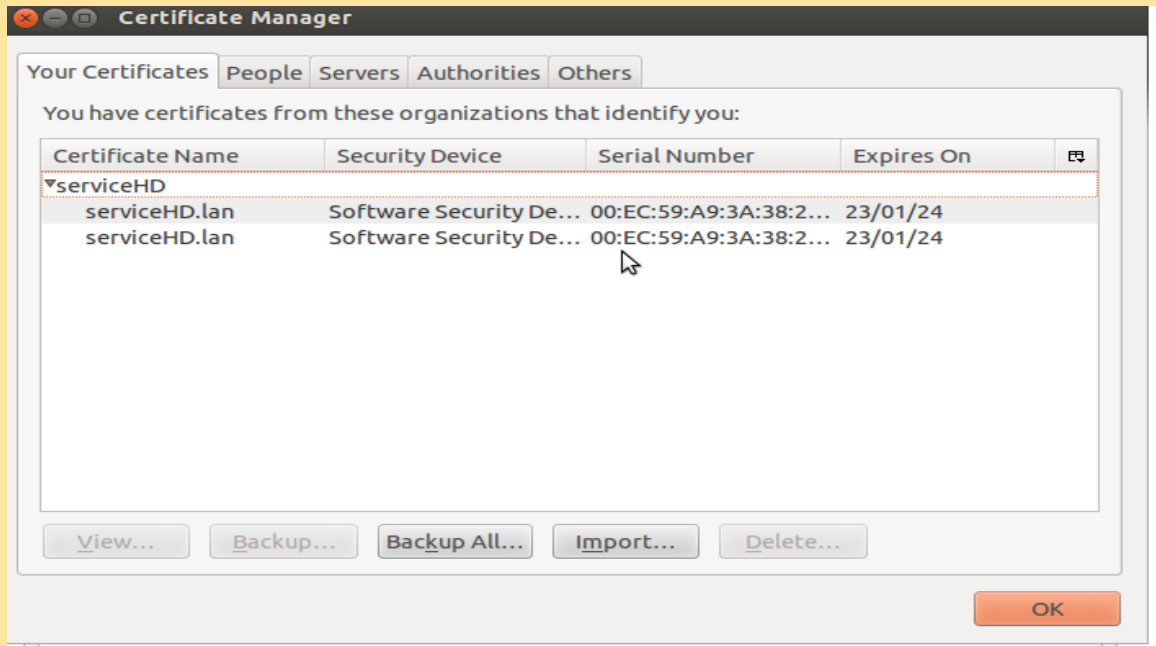 Certificate Manager
Your Certificates People Servers Authorities Others
You have certificates from these organizations that identify you:
Certificate Name Security Device Serial Number Expires On
serviceHD
serviceHD.lan Software Security De... 00:EC:59:A9:3A:38:2... 23/01/24
serviceHD.lan Software Security De... 00:EC:59:A9:3A:38:2... 23/01/24
View... Backup... Backup All... Import... Delete...
OK